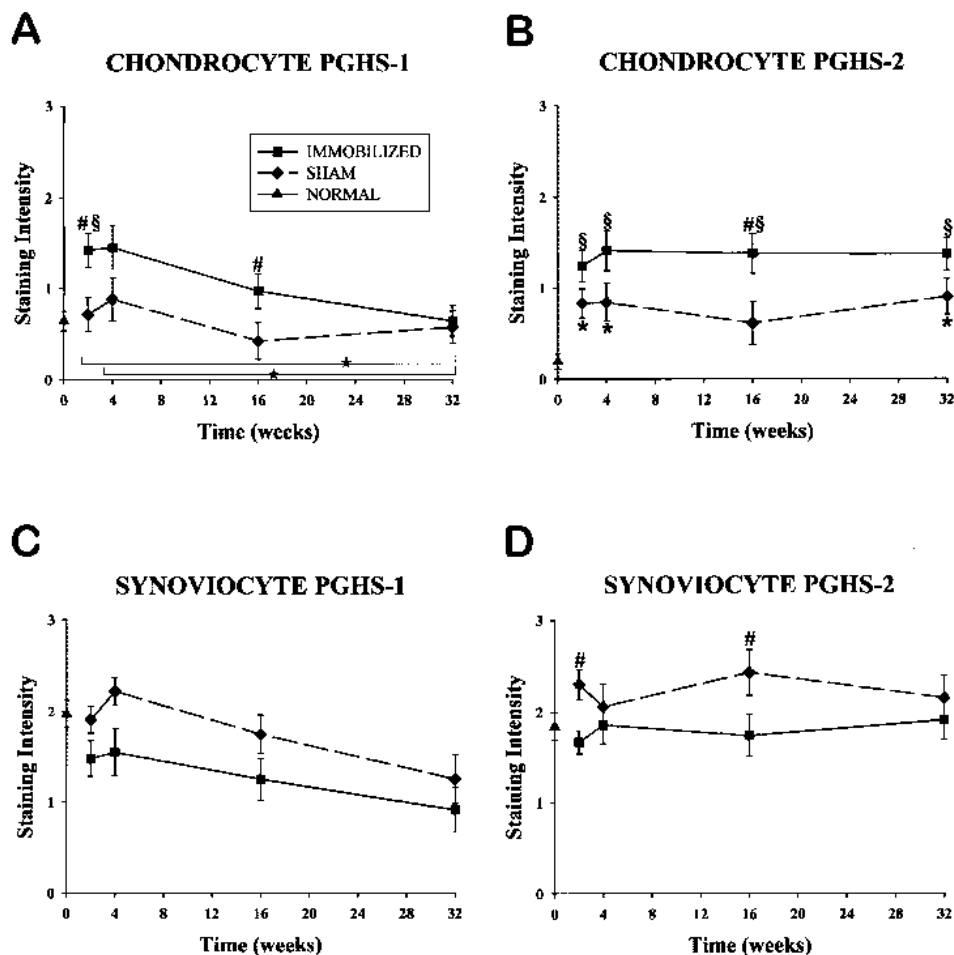 A
CHONDROCYTE PGHS-1
Staining Intensity
3
2
1
0
IMMOBILIZED
SHAM
NORMAL
#§
#
★
★
0 4 8 12 16 20 24 28 32
Time (weeks)
B
CHONDROCYTE PGHS-2
Staining Intensity
3
2
1
0
§ § #§ §
* * *
0 4 8 12 16 20 24 28 32
Time (weeks)
C
SYNOVIOCYTE PGHS-1
Staining Intensity
3
2
1
0
0 4 8 12 16 20 24 28 32
Time (weeks)
D
SYNOVIOCYTE PGHS-2
Staining Intensity
3
2
1
0
# #
0 4 8 12 16 20 24 28 32
Time (weeks)